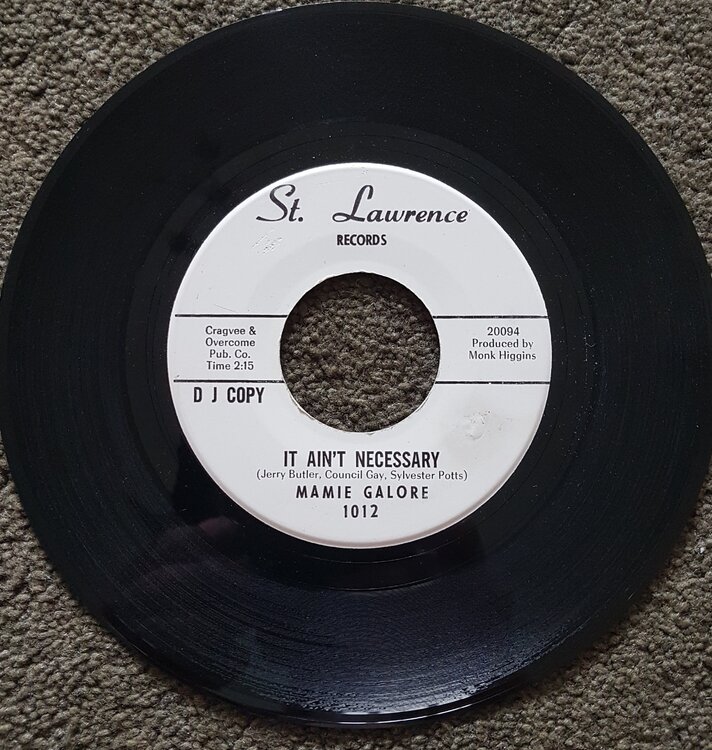 St. Lawrence
RECORDS
Cragvee &
Overcome
Pub. Co.
Time 2:15
20094
Produced by
Monk Higgins
D J COPY
IT AIN'T NECESSARY
(Jerry Butler, Council Gay, Sylvester Potts)
MAMIE GALORE
1012